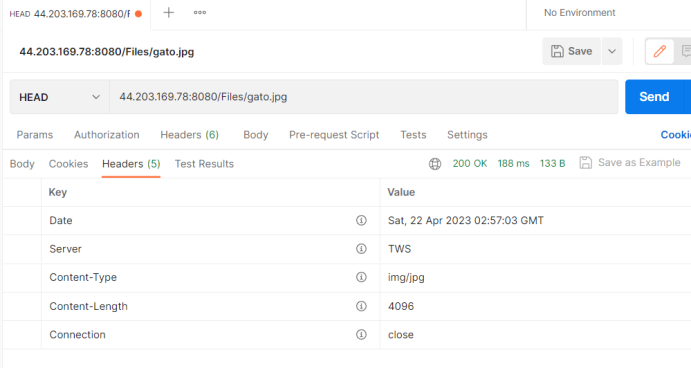 HEAD 44.203.169.78:8080/F
No Environment
44.203.169.78:8080/Files/gato.jpg
Save
HEAD 44.203.169.78:8080/Files/gato.jpg Send
Params Authorization Headers (6) Body Pre-request Script Tests Settings Cookie
Body Cookies Headers (5) Test Results 200 OK 188 ms 133 B Save as Example
Key Value
Date Sat, 22 Apr 2023 02:57:03 GMT
Server TWS
Content-Type img/jpg
Content-Length 4096
Connection close